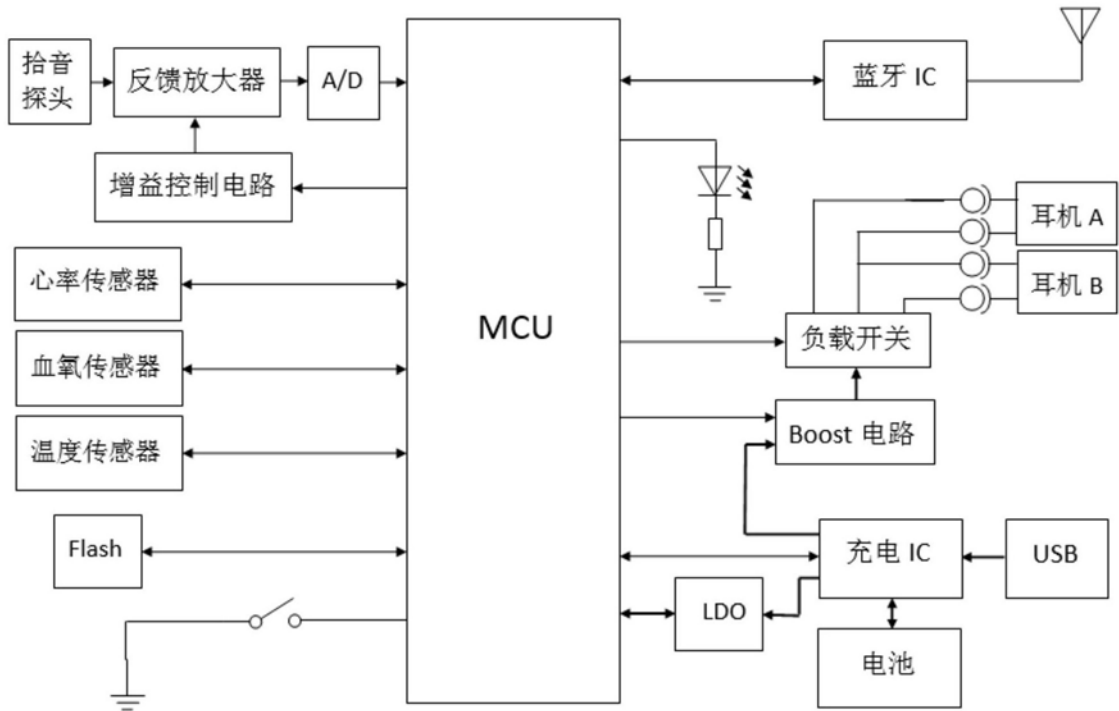 拾音
探头
反馈放大器
A/D
增益控制电路
心率传感器
血氧传感器
温度传感器
Flash
MCU
蓝牙 IC
耳机 A
耳机 B
负载开关
Boost 电路
充电 IC
USB
LDO
电池